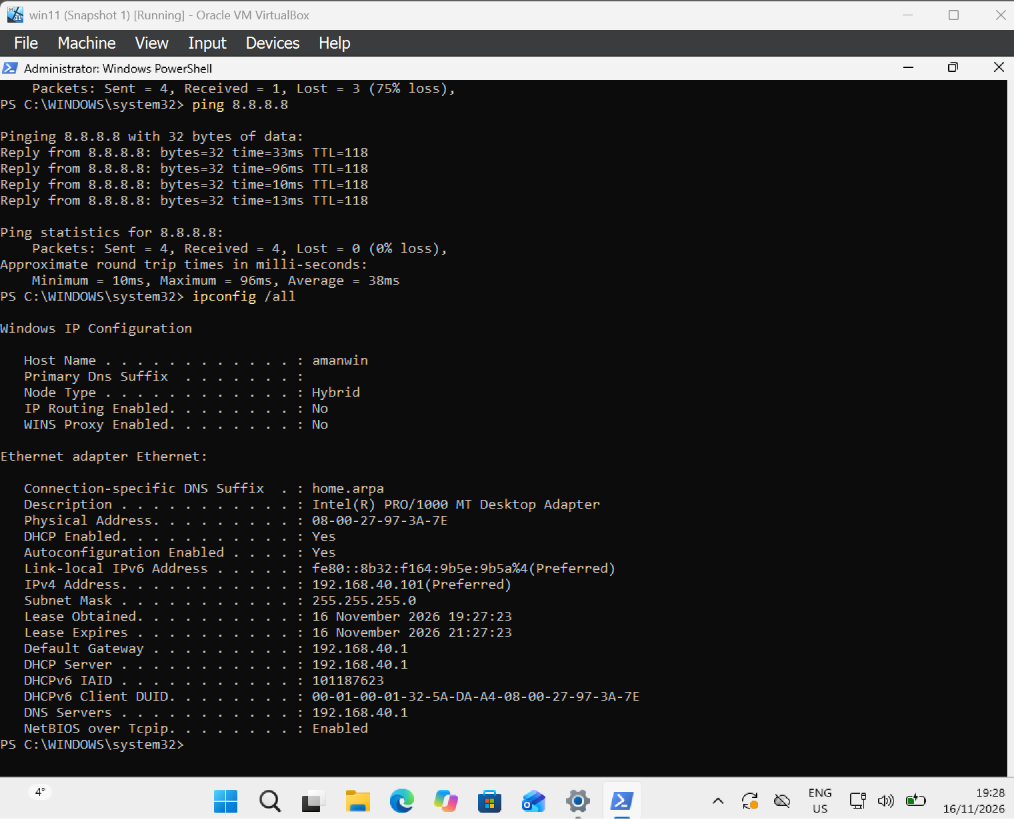 win11 (Snapshot 1) [Running] - Oracle VM VirtualBox
File Machine View Input Devices Help
Administrator: Windows PowerShell
    Packets: Sent = 4, Received = 1, Lost = 3 (75% loss),
PS C:\WINDOWS\system32> ping 8.8.8.8
Pinging 8.8.8.8 with 32 bytes of data:
Reply from 8.8.8.8: bytes=32 time=33ms TTL=118
Reply from 8.8.8.8: bytes=32 time=96ms TTL=118
Reply from 8.8.8.8: bytes=32 time=10ms TTL=118
Reply from 8.8.8.8: bytes=32 time=13ms TTL=118
Ping statistics for 8.8.8.8:
    Packets: Sent = 4, Received = 4, Lost = 0 (0% loss),
Approximate round trip times in milli-seconds:
    Minimum = 10ms, Maximum = 96ms, Average = 38ms
PS C:\WINDOWS\system32> ipconfig /all
Windows IP Configuration
   Host Name . . . . . . . . . . . . : amanwin
   Primary Dns Suffix  . . . . . . . :
   Node Type . . . . . . . . . . . . : Hybrid
   IP Routing Enabled. . . . . . . . : No
   WINS Proxy Enabled. . . . . . . . : No
Ethernet adapter Ethernet:
   Connection-specific DNS Suffix  . : home.arpa
   Description . . . . . . . . . . . : Intel(R) PRO/1000 MT Desktop Adapter
   Physical Address. . . . . . . . . : 08-00-27-97-3A-7E
   DHCP Enabled. . . . . . . . . . . : Yes
   Autoconfiguration Enabled . . . . : Yes
   Link-local IPv6 Address . . . . . : fe80::8b32:f164:9b5e:9b5a%4(Preferred)
   IPv4 Address. . . . . . . . . . . : 192.168.40.101(Preferred)
   Subnet Mask . . . . . . . . . . . : 255.255.255.0
   Lease Obtained. . . . . . . . . . : 16 November 2026 19:27:23
   Lease Expires . . . . . . . . . . : 16 November 2026 21:27:23
   Default Gateway . . . . . . . . . : 192.168.40.1
   DHCP Server . . . . . . . . . . . : 192.168.40.1
   DHCPv6 IAID . . . . . . . . . . . : 101187623
   DHCPv6 Client DUID. . . . . . . . : 00-01-00-01-32-5A-DA-A4-08-00-27-97-3A-7E
   DNS Servers . . . . . . . . . . . : 192.168.40.1
   NetBIOS over Tcpip. . . . . . . . : Enabled
PS C:\WINDOWS\system32>
4°
ENG
US
19:28
16/11/2026